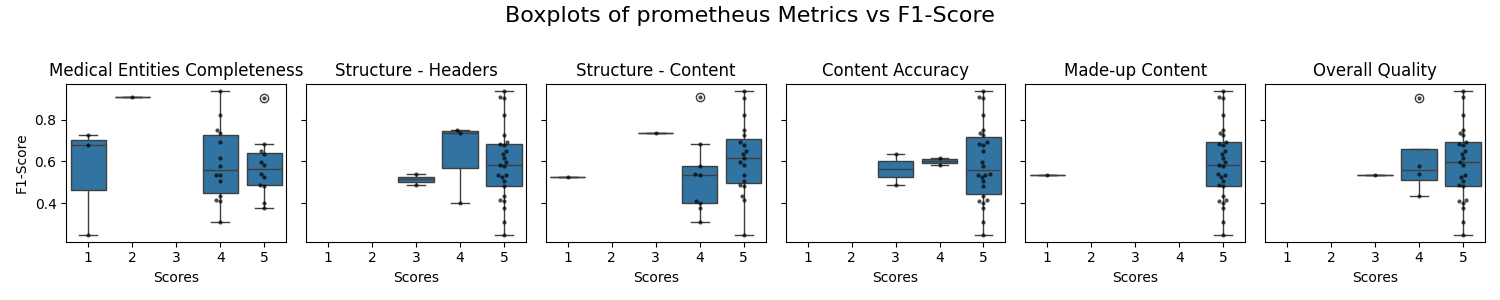 Boxplots of prometheus Metrics vs F1-Score
Medical Entities Completeness
Structure - Headers
Structure - Content
Content Accuracy
Made-up Content
Overall Quality
F1-Score
0.8
0.6
0.4
1 2 3 4 5
1 2 3 4 5
1 2 3 4 5
1 2 3 4 5
1 2 3 4 5
1 2 3 4 5
Scores
Scores
Scores
Scores
Scores
Scores